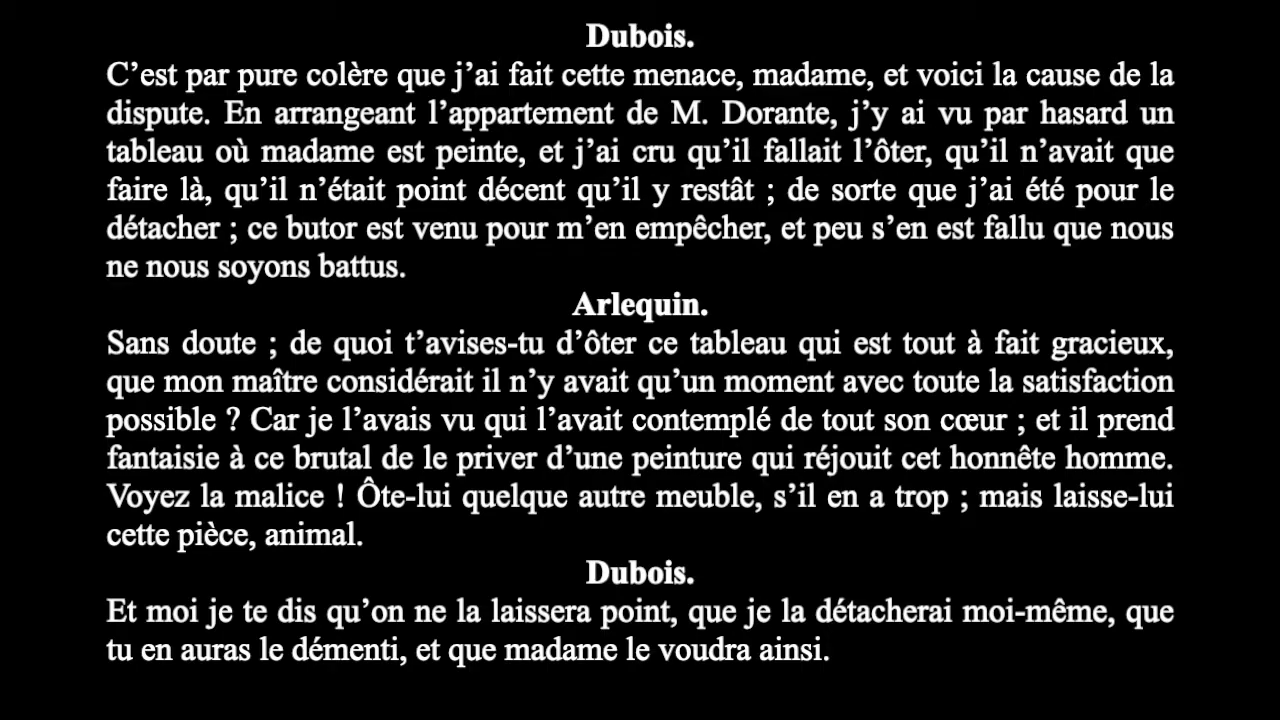 Dubois.
C’est par pure colère que j’ai fait cette menace, madame, et voici la cause de la
dispute. En arrangeant l’appartement de M. Dorante, j’y ai vu par hasard un
tableau où madame est peinte, et j’ai cru qu’il fallait l’ôter, qu’il n’avait que
faire là, qu’il n’était point décent qu’il y restât ; de sorte que j’ai été pour le
détacher ; ce butor est venu pour m’en empêcher, et peu s’en est fallu que nous
ne nous soyons battus.
Arlequin.
Sans doute ; de quoi t’avises-tu d’ôter ce tableau qui est tout à fait gracieux,
que mon maître considérait il n’y avait qu’un moment avec toute la satisfaction
possible ? Car je l’avais vu qui l’avait contemplé de tout son cœur ; et il prend
fantaisie à ce brutal de le priver d’une peinture qui réjouit cet honnête homme.
Voyez la malice ! Ôte-lui quelque autre meuble, s’il en a trop ; mais laisse-lui
cette pièce, animal.
Dubois.
Et moi je te dis qu’on ne la laissera point, que je la détacherai moi-même, que
tu en auras le démenti, et que madame le voudra ainsi.